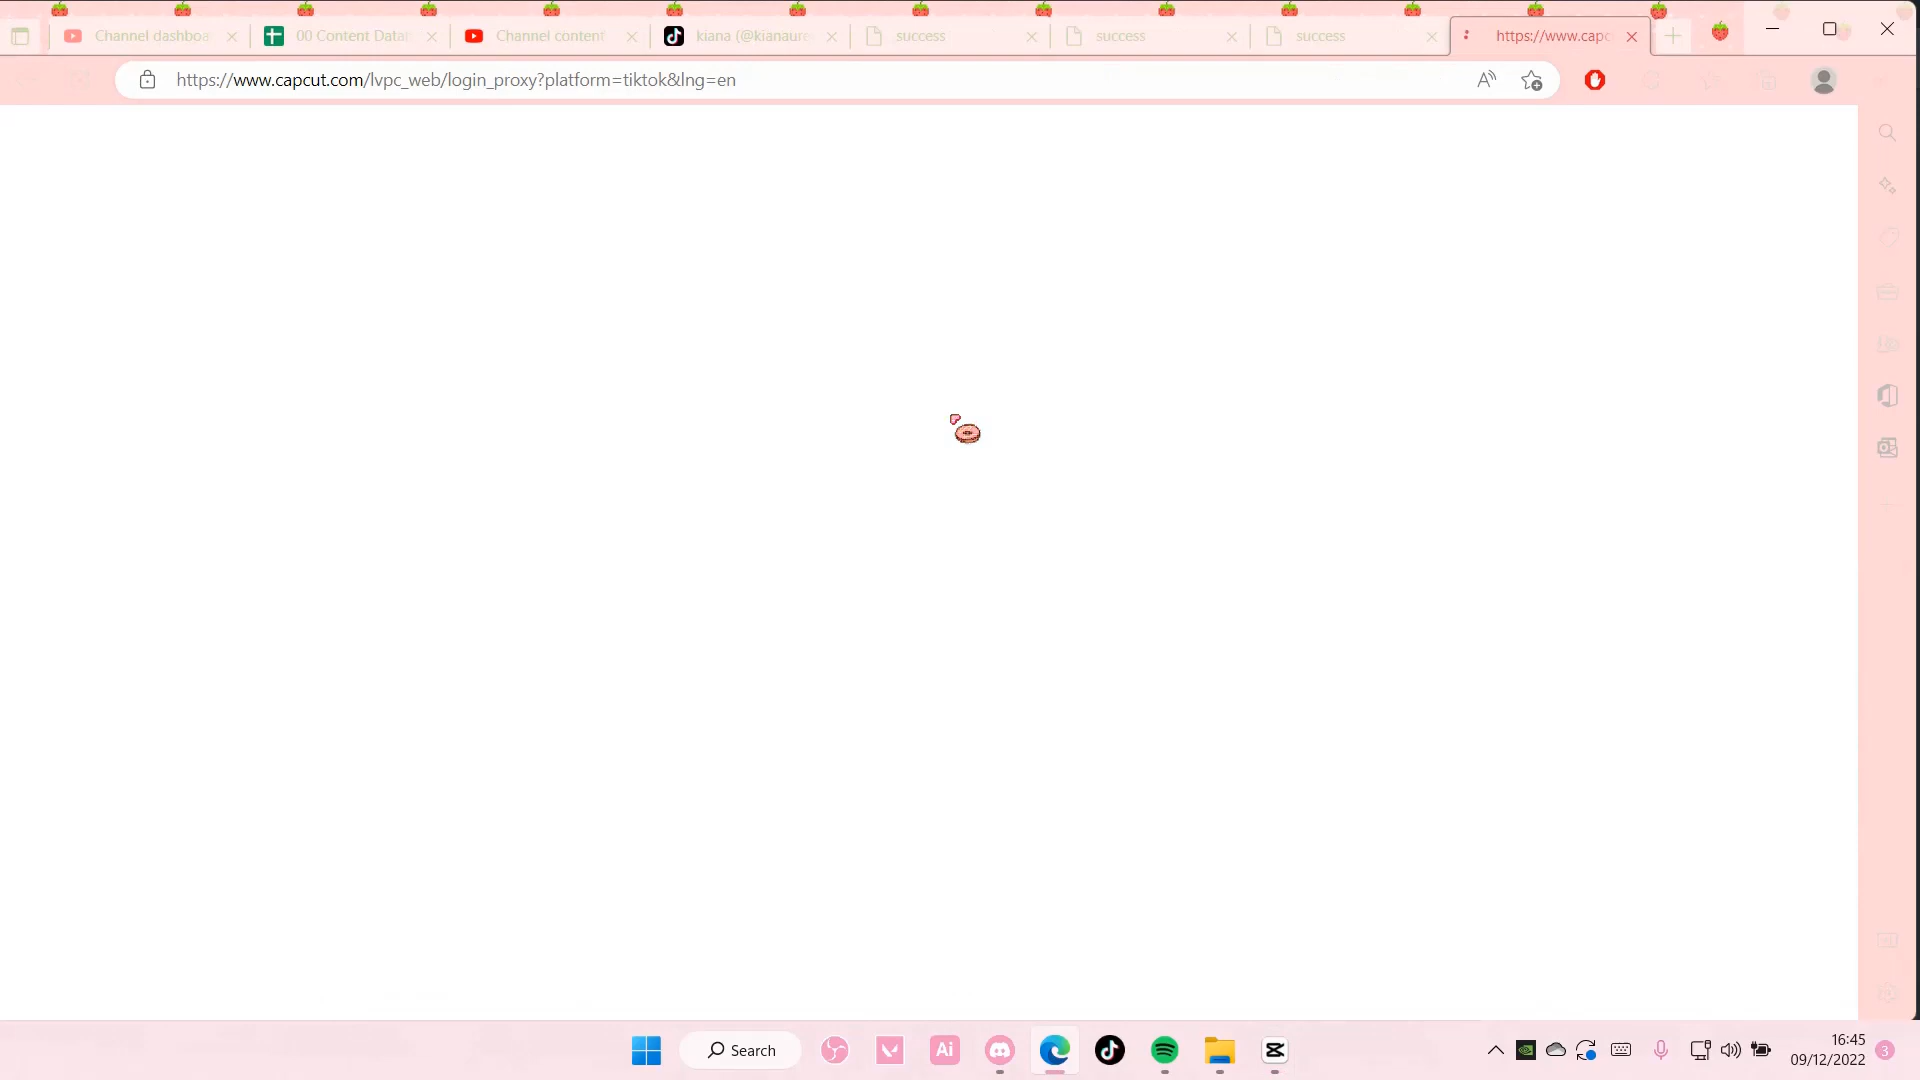 Channel dashboa
00 Content Datab
Channel content
kiana (@kianaure
success
success
success
https://www.capc
https://www.capcut.com/lvpc_web/login_proxy?platform=tiktok&lng=en
Search
Ai
16:45
09/12/2022
3